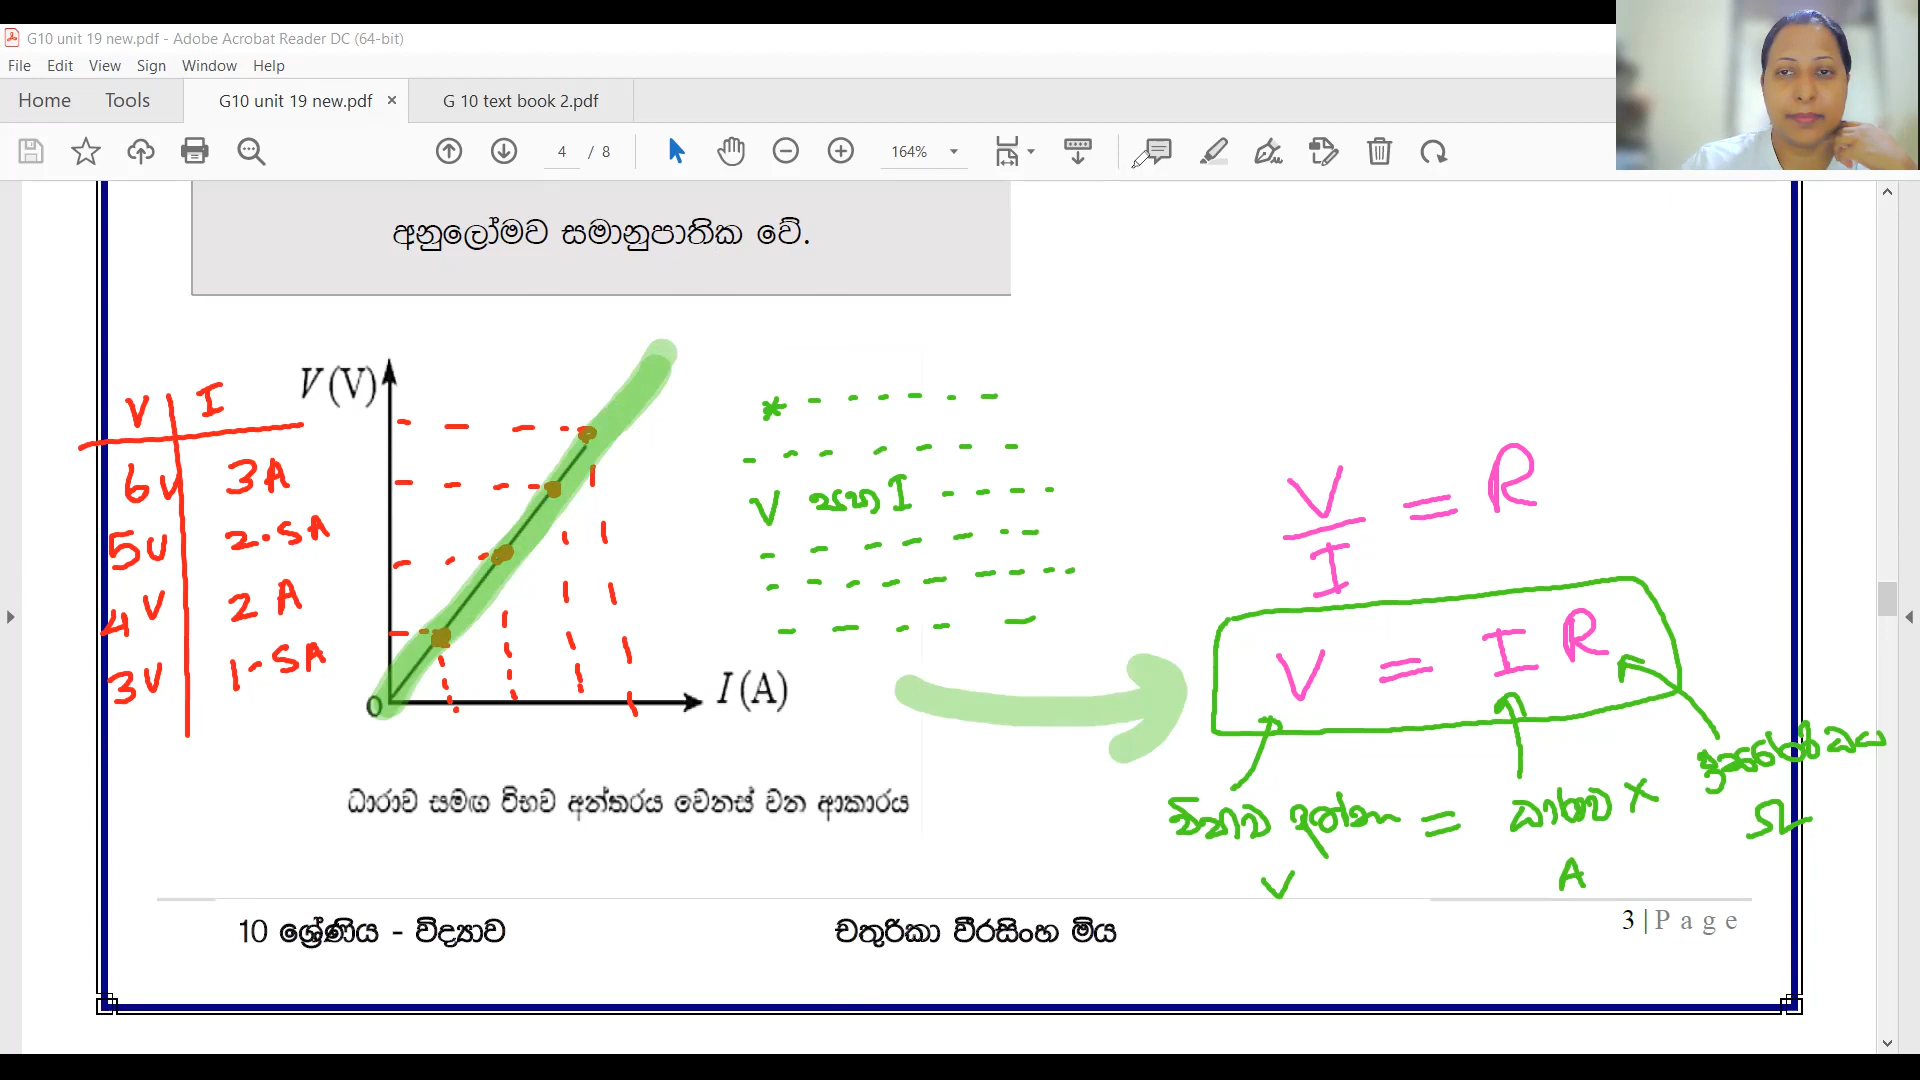 G10 unit 19 new.pdf - Adobe Acrobat Reader DC (64-bit)
File Edit View Sign Window Help
Home Tools G10 unit 19 new.pdf × G 10 text book 2.pdf
4 / 8 164%
අනුලෝමව සමානුපාතික වේ.
V I
6V 3A
5V 2.5A
4V 2A
3V 1.5A
V (V)
0
I (A)
*
V සහ I
V/I = R
V = I R
විභව අන්තරය = ධාරාව × ප්‍රතිරෝධය
V A Ω
ධාරාව සමඟ විභව අන්තරය වෙනස් වන ආකාරය
10 ශ්‍රේණිය - විද්‍යාව චතුරිකා වීරසිංහ මිය 3 | P a g e